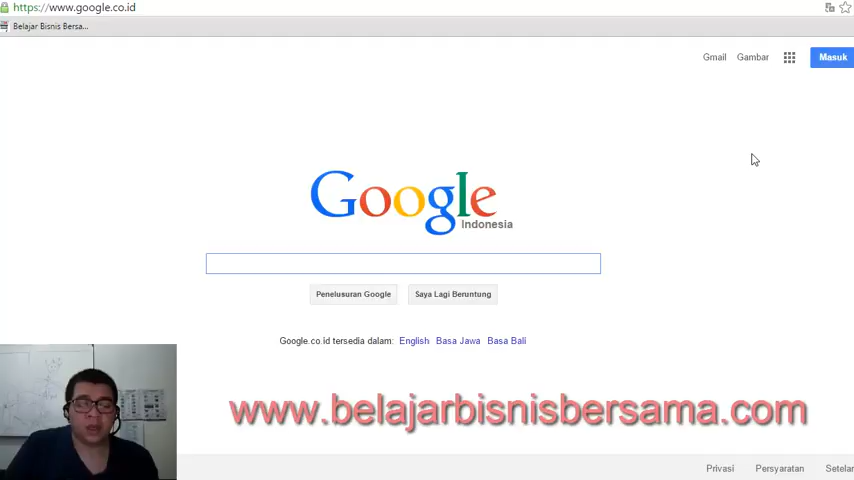 https://www.google.co.id
Belajar Bisnis Bersa...
Gmail Gambar Masuk
Google
Indonesia
Penelusuran Google Saya Lagi Beruntung
Google.co.id tersedia dalam: English Basa Jawa Basa Bali
www.belajarbisnisbersama.com
Privasi Persyaratan Setelan